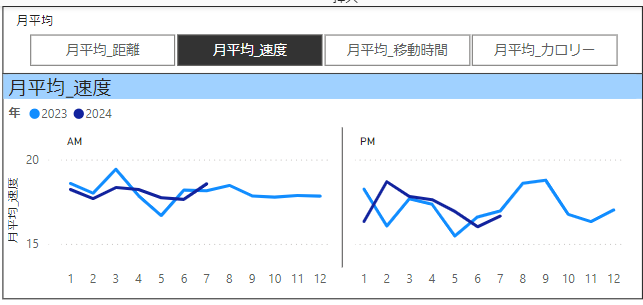 月平均
月平均_距離 月平均_速度 月平均_移動時間 月平均_カロリー
月平均_速度
年 2023 2024
AM PM
月平均_速度
20
15
1 2 3 4 5 6 7 8 9 10 11 12 1 2 3 4 5 6 7 8 9 10 11 12